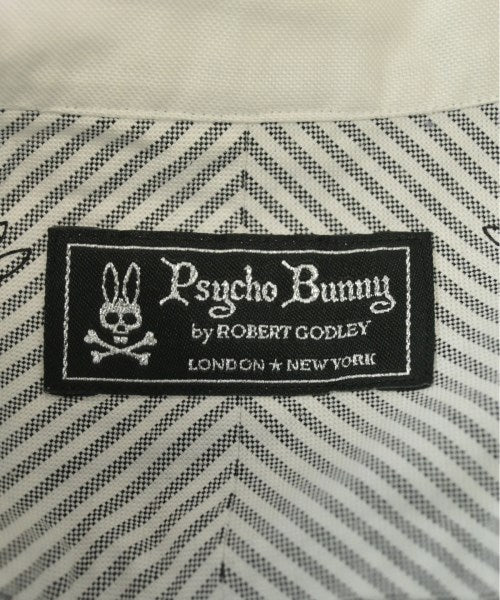 Psycho Bunny
by ROBERT GODLEY
LONDON ★ NEW YORK